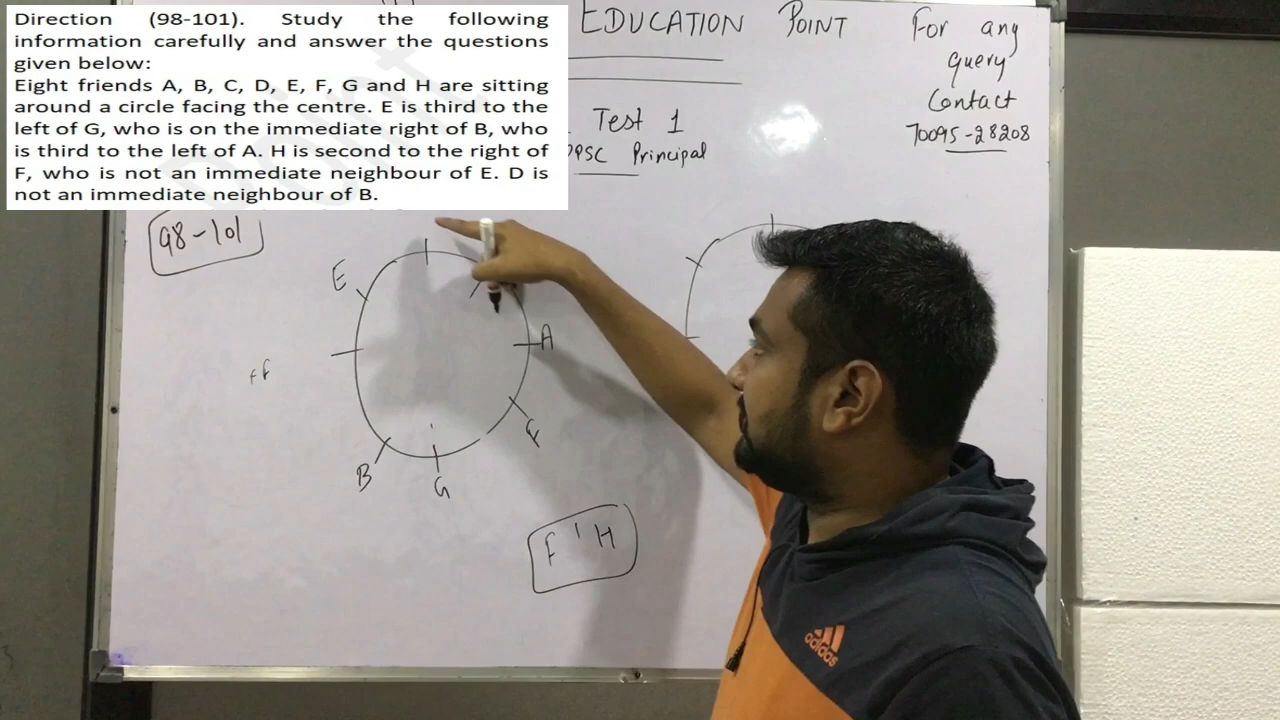 Direction (98-101). Study the following
information carefully and answer the questions
given below:
Eight friends A, B, C, D, E, F, G and H are sitting
around a circle facing the centre. E is third to the
left of G, who is on the immediate right of B, who
is third to the left of A. H is second to the right of
F, who is not an immediate neighbour of E. D is
not an immediate neighbour of B.
EDUCATION POINT
Test 1
Principal
For any
query
Contact
70095-28208
98-101
E
A
F
B
G
F ' H
adidas